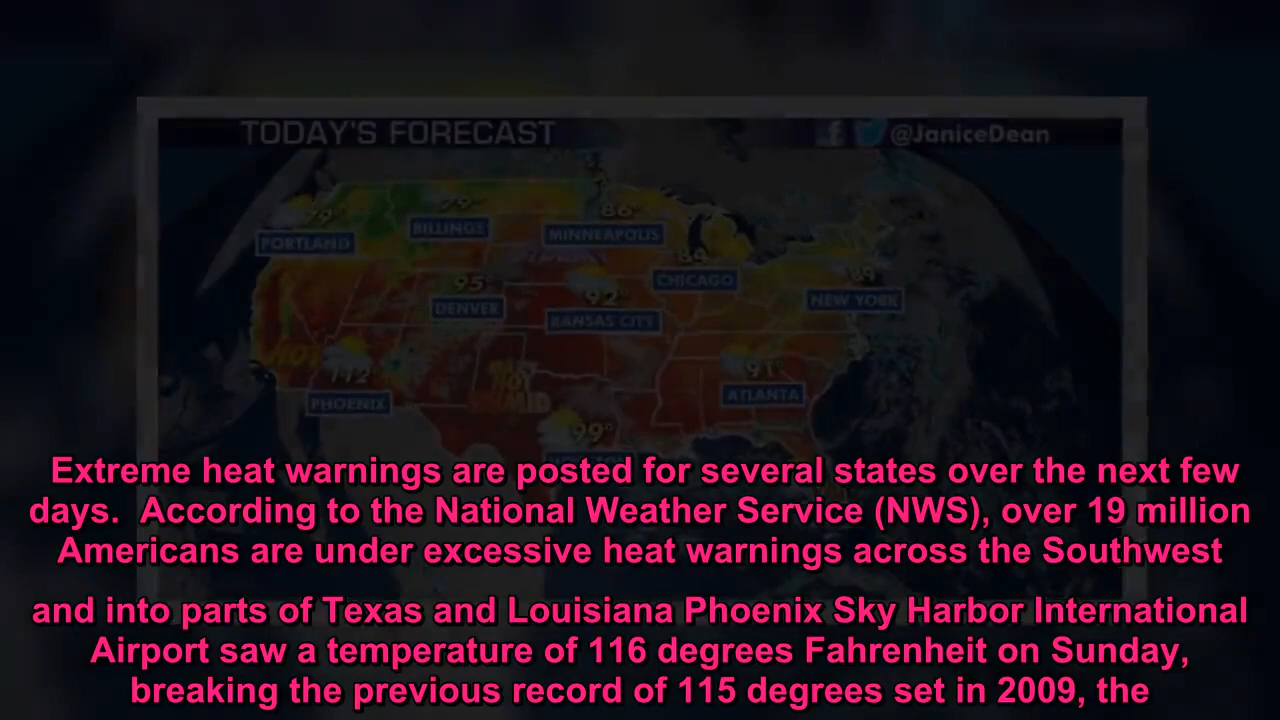 TODAY'S FORECAST
@JaniceDean
79°
79°
86°
PORTLAND
BILLINGS
MINNEAPOLIS
CHICAGO
95°
92°
89
DENVER
KANSAS CITY
NEW YORK
HOT
112°
91°
PHOENIX
ATLANTA
99°
Extreme heat warnings are posted for several states over the next few
days. According to the National Weather Service (NWS), over 19 million
Americans are under excessive heat warnings across the Southwest
and into parts of Texas and Louisiana Phoenix Sky Harbor International
Airport saw a temperature of 116 degrees Fahrenheit on Sunday,
breaking the previous record of 115 degrees set in 2009, the